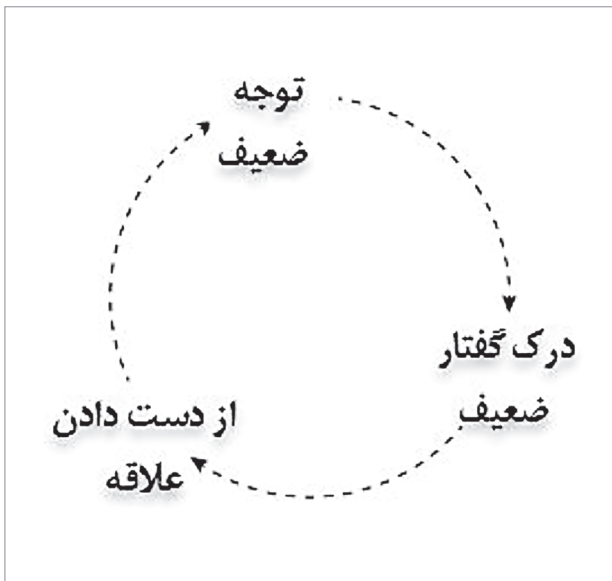 توجه
ضعیف
درک گفتار
ضعیف
از دست دادن
علاقه